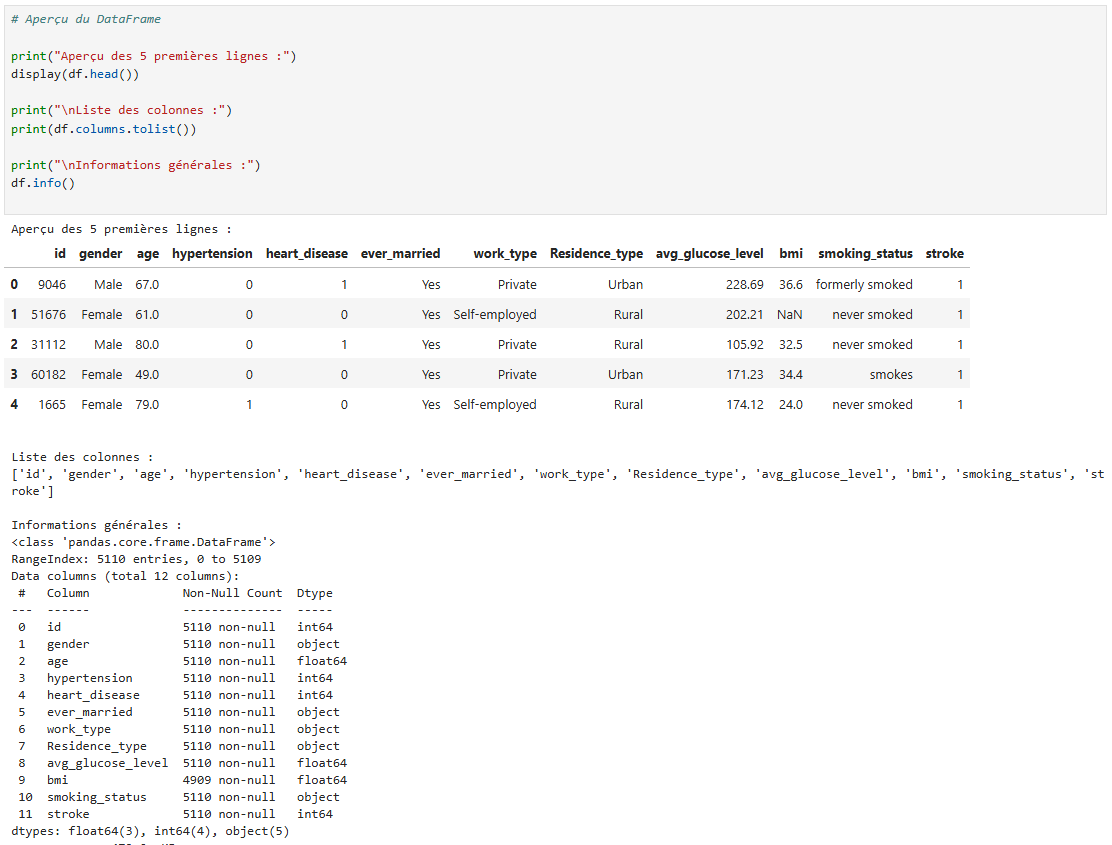 # Aperçu du DataFrame
print("Aperçu des 5 premières lignes :")
display(df.head())
print("\nListe des colonnes :")
print(df.columns.tolist())
print("\nInformations générales :")
df.info()
Aperçu des 5 premières lignes :
id gender age hypertension heart_disease ever_married work_type Residence_type avg_glucose_level bmi smoking_status stroke
0 9046 Male 67.0 0 1 Yes Private Urban 228.69 36.6 formerly smoked 1
1 51676 Female 61.0 0 0 Yes Self-employed Rural 202.21 NaN never smoked 1
2 31112 Male 80.0 0 1 Yes Private Rural 105.92 32.5 never smoked 1
3 60182 Female 49.0 0 0 Yes Private Urban 171.23 34.4 smokes 1
4 1665 Female 79.0 1 0 Yes Self-employed Rural 174.12 24.0 never smoked 1
Liste des colonnes :
['id', 'gender', 'age', 'hypertension', 'heart_disease', 'ever_married', 'work_type', 'Residence_type', 'avg_glucose_level', 'bmi', 'smoking_status', 'st
roke']
Informations générales :
<class 'pandas.core.frame.DataFrame'>
RangeIndex: 5110 entries, 0 to 5109
Data columns (total 12 columns):
 #   Column             Non-Null Count  Dtype
---  ------             --------------  -----
 0   id                 5110 non-null   int64
 1   gender             5110 non-null   object
 2   age                5110 non-null   float64
 3   hypertension       5110 non-null   int64
 4   heart_disease      5110 non-null   int64
 5   ever_married       5110 non-null   object
 6   work_type          5110 non-null   object
 7   Residence_type     5110 non-null   object
 8   avg_glucose_level  5110 non-null   float64
 9   bmi                4909 non-null   float64
 10  smoking_status     5110 non-null   object
 11  stroke             5110 non-null   int64
dtypes: float64(3), int64(4), object(5)